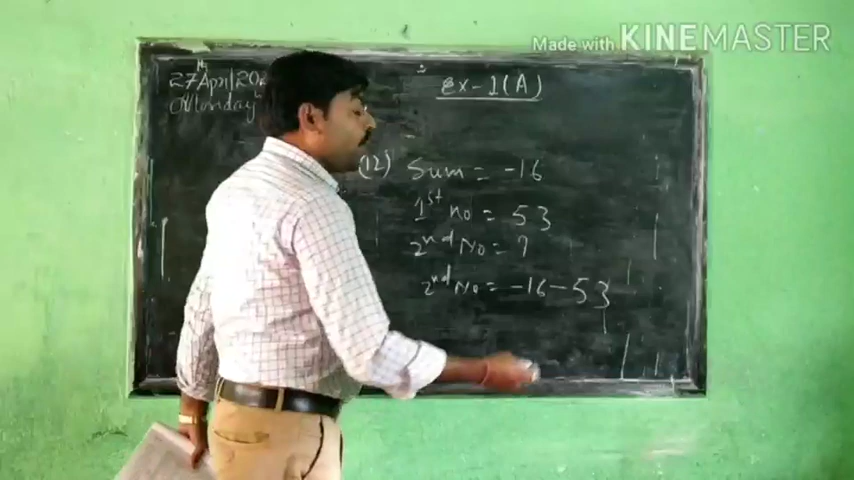 Made with KINEMASTER
27th April 20
Monday
Ex-1(A)
(12) Sum = -16
1st no = 53
2nd No = ?
2nd No = -16-53